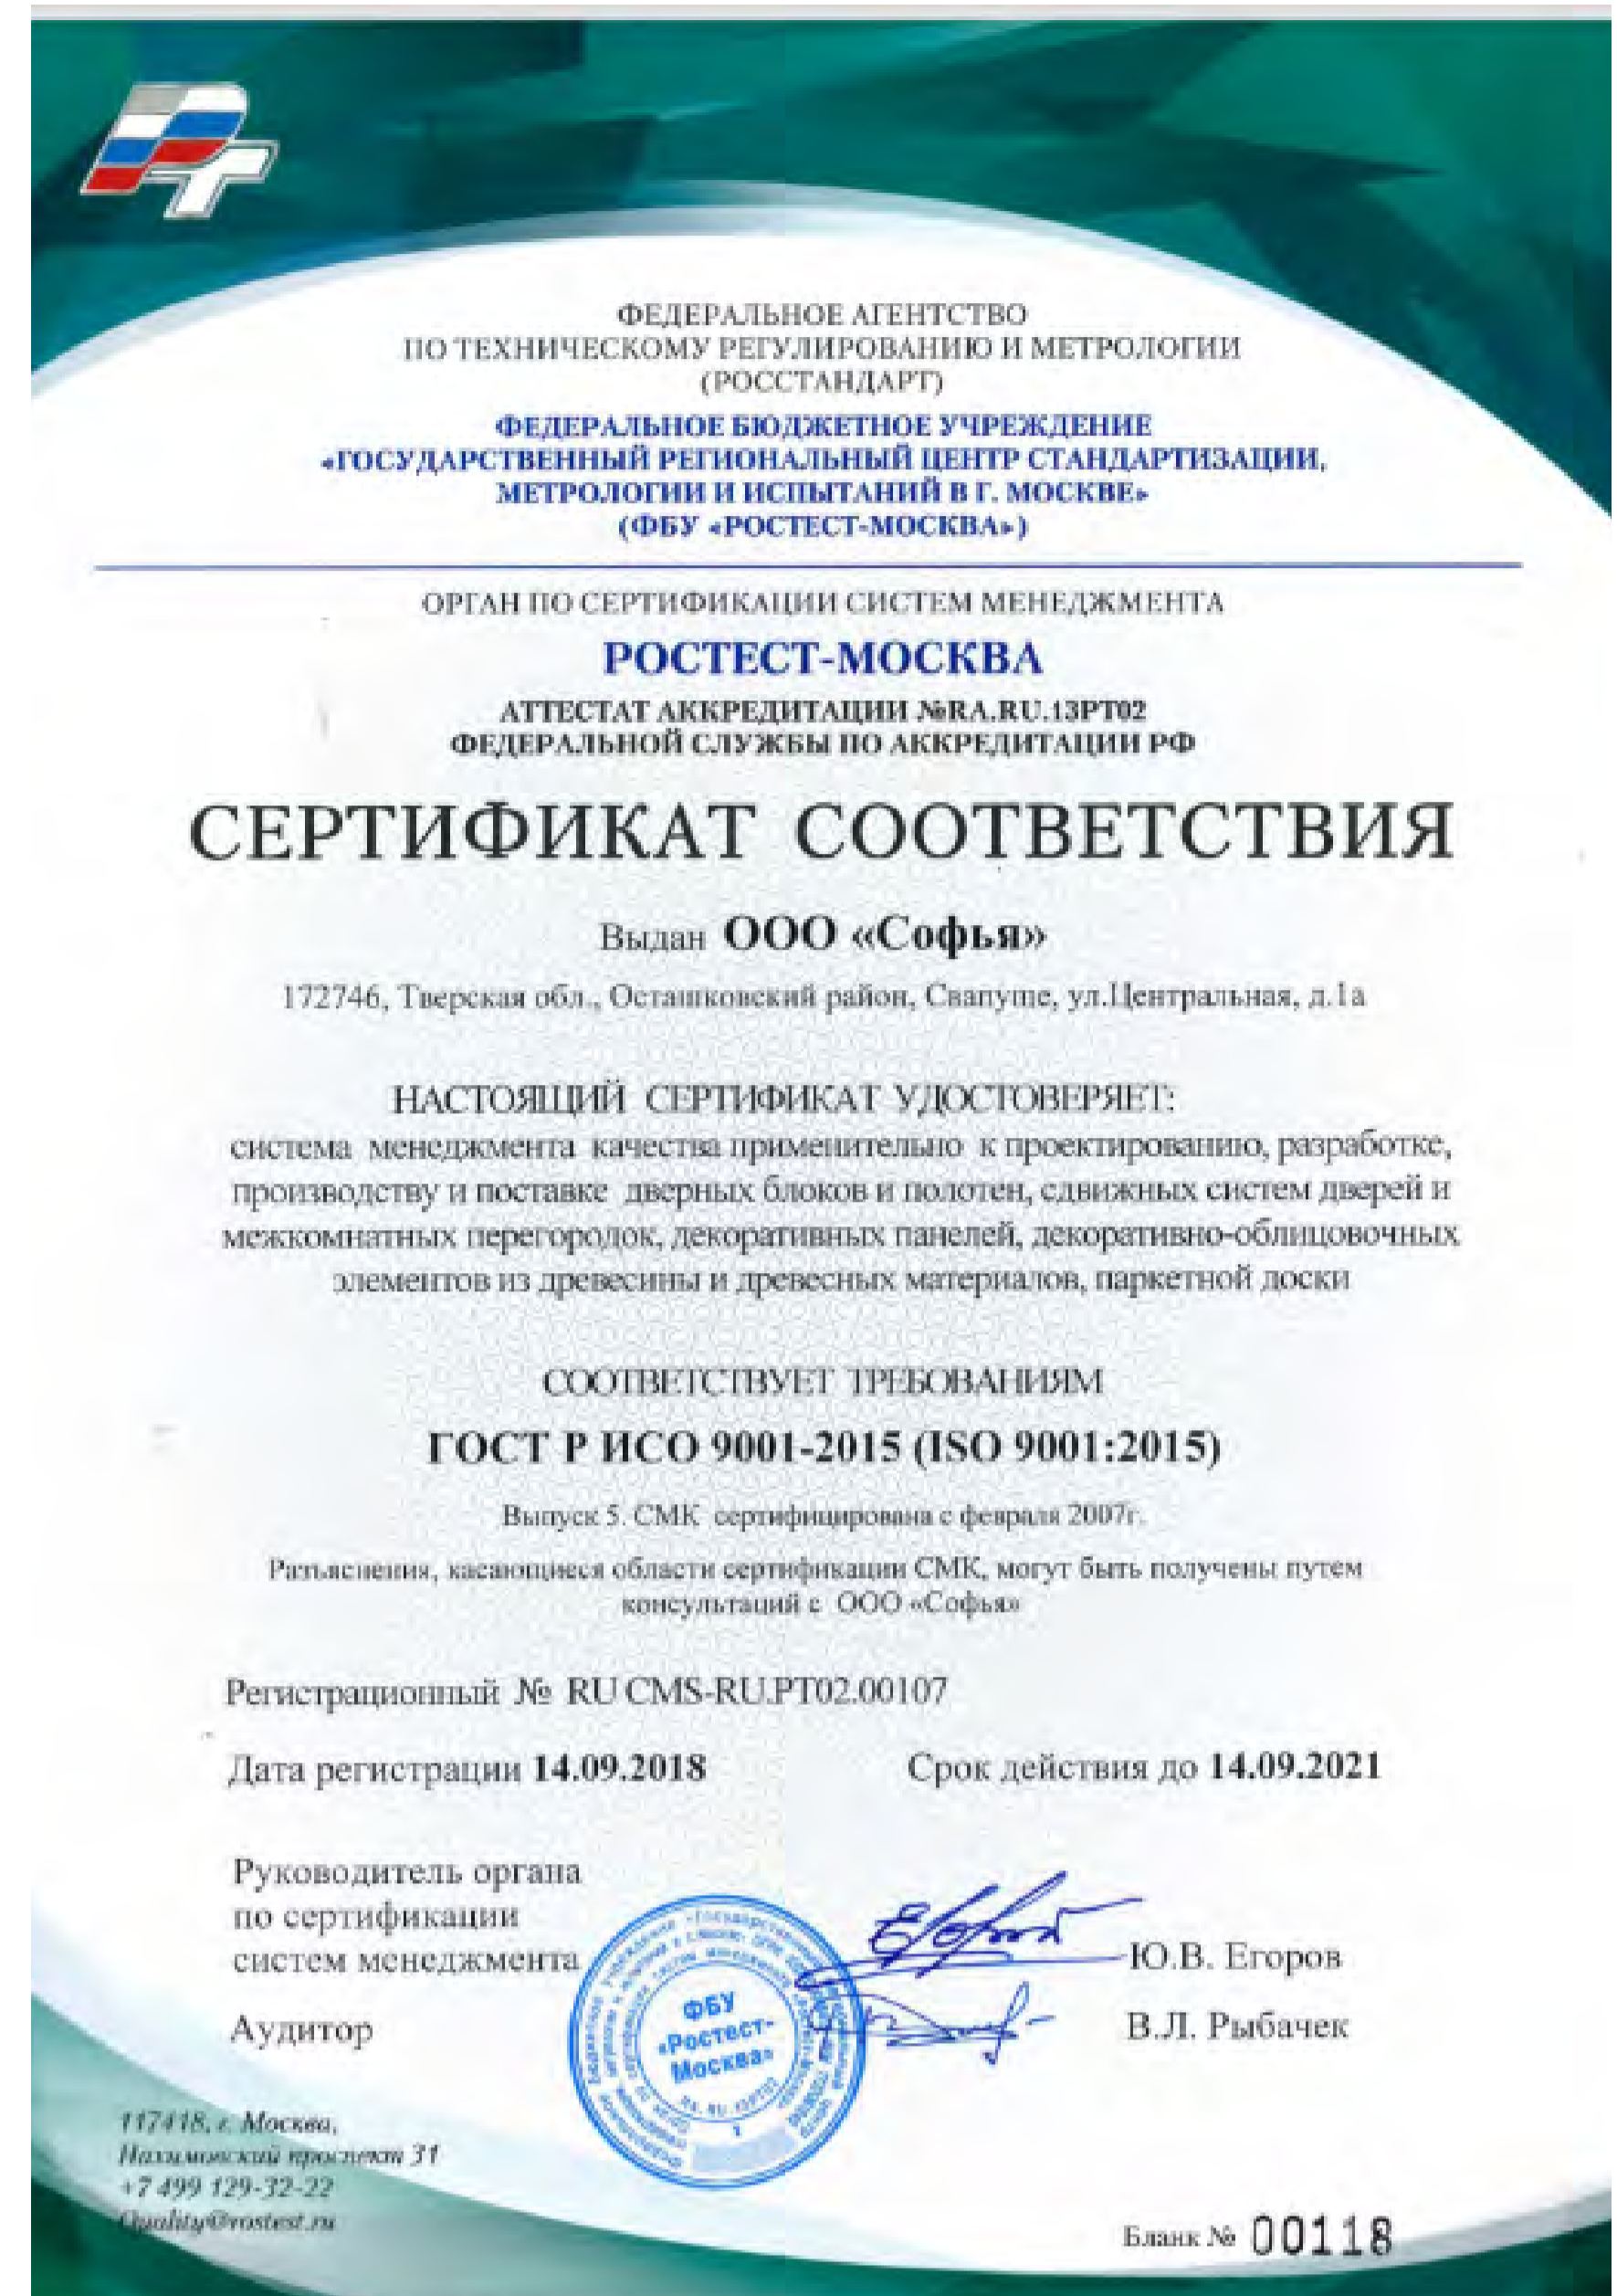 ФЕДЕРАЛЬНОЕ АГЕНТСТВО
ПО ТЕХНИЧЕСКОМУ РЕГУЛИРОВАНИЮ И МЕТРОЛОГИИ
(РОССТАНДАРТ)
ФЕДЕРАЛЬНОЕ БЮДЖЕТНОЕ УЧРЕЖДЕНИЕ
«ГОСУДАРСТВЕННЫЙ РЕГИОНАЛЬНЫЙ ЦЕНТР СТАНДАРТИЗАЦИИ,
МЕТРОЛОГИИ И ИСПЫТАНИЙ В Г. МОСКВЕ»
(ФБУ «РОСТЕСТ-МОСКВА»)
ОРГАН ПО СЕРТИФИКАЦИИ СИСТЕМ МЕНЕДЖМЕНТА
РОСТЕСТ-МОСКВА
АТТЕСТАТ АККРЕДИТАЦИИ №RA.RU.13РТ02
ФЕДЕРАЛЬНОЙ СЛУЖБЫ ПО АККРЕДИТАЦИИ РФ
СЕРТИФИКАТ СООТВЕТСТВИЯ
Выдан ООО «Софья»
172746, Тверская обл., Осташковский район, Свапуще, ул.Центральная, д.1а
НАСТОЯЩИЙ СЕРТИФИКАТ УДОСТОВЕРЯЕТ:
система менеджмента качества применительно к проектированию, разработке,
производству и поставке дверных блоков и полотен, сдвижных систем дверей и
межкомнатных перегородок, декоративных панелей, декоративно-облицовочных
элементов из древесины и древесных материалов, паркетной доски
СООТВЕТСТВУЕТ ТРЕБОВАНИЯМ
ГОСТ Р ИСО 9001-2015 (ISO 9001:2015)
Выпуск 5. СМК сертифицирована с февраля 2007г.
Разъяснения, касающиеся области сертификации СМК, могут быть получены путем
консультаций с ООО «Софья»
Регистрационный № RU CMS-RU.PT02.00107
Дата регистрации 14.09.2018 Срок действия до 14.09.2021
Руководитель органа
по сертификации
систем менеджмента
Ю.В. Егоров
Аудитор
В.Л. Рыбачек
ФБУ
«Ростест-
Москва»
117418, г. Москва,
Нахимовский проспект 31
+7 499 129-32-22
Quality@rostest.ru
Бланк № 00118